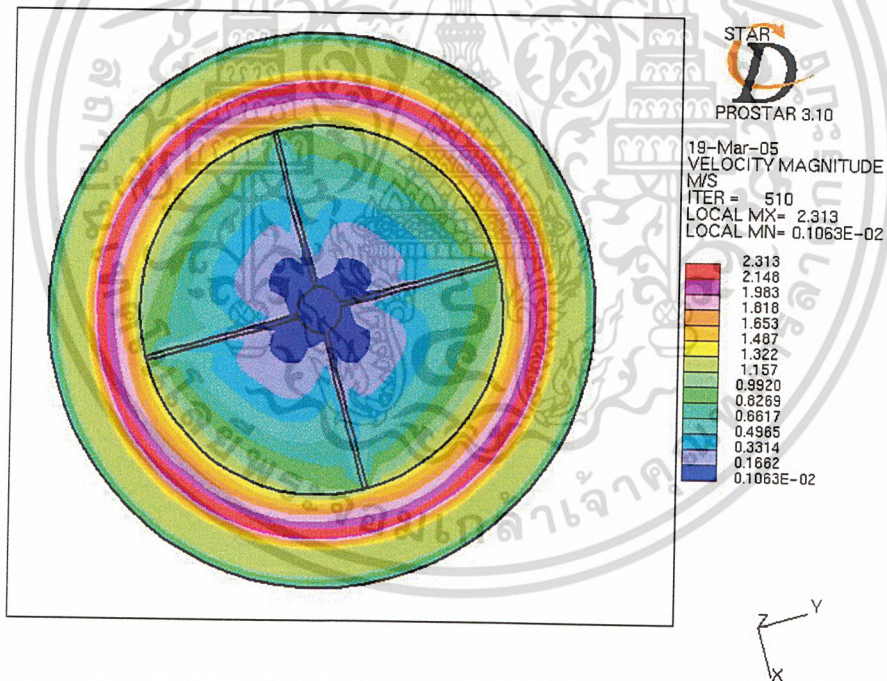 STAR
CD
PROSTAR 3.10
19-Mar-05
VELOCITY MAGNITUDE
M/S
ITER = 510
LOCAL MX= 2.313
LOCAL MN= 0.1063E-02
2.313
2.148
1.983
1.818
1.653
1.487
1.322
1.157
0.9920
0.8269
0.6617
0.4965
0.3314
0.1662
0.1063E-02
Z
Y
X